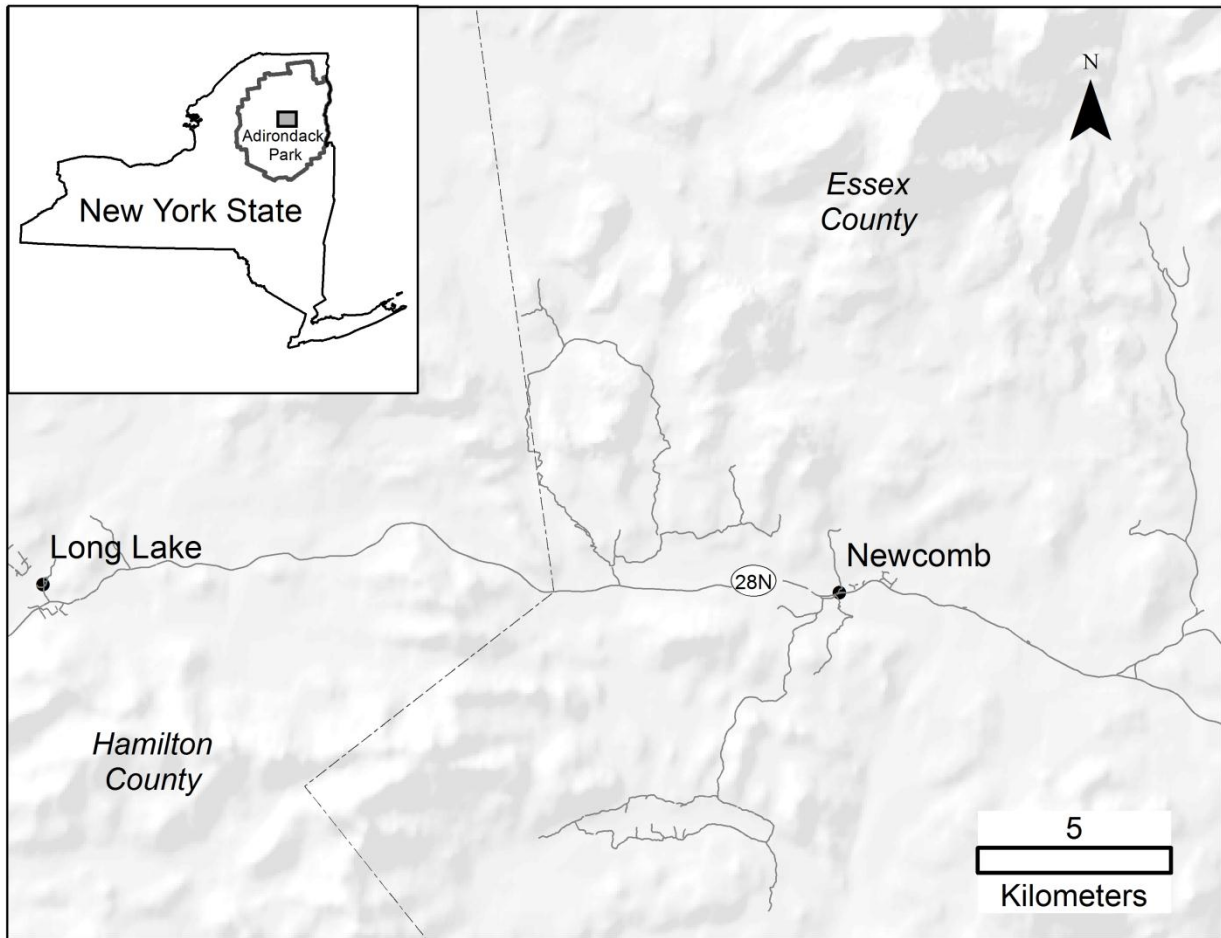 Adirondack
Park
New York State
N
Essex
County
Long Lake
28N
Newcomb
Hamilton
County
5
Kilometers